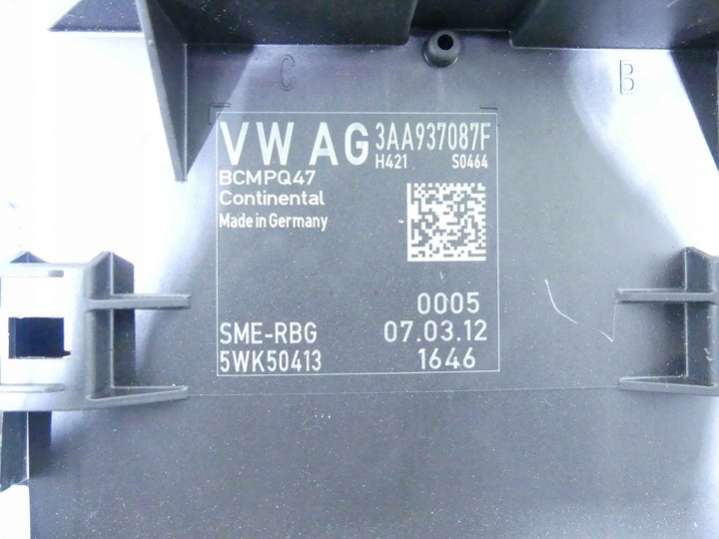 C
B
VW AG 3AA937087F
H421 S0464
BCMPQ47
Continental
Made in Germany
0005
SME-RBG 07.03.12
5WK50413 1646